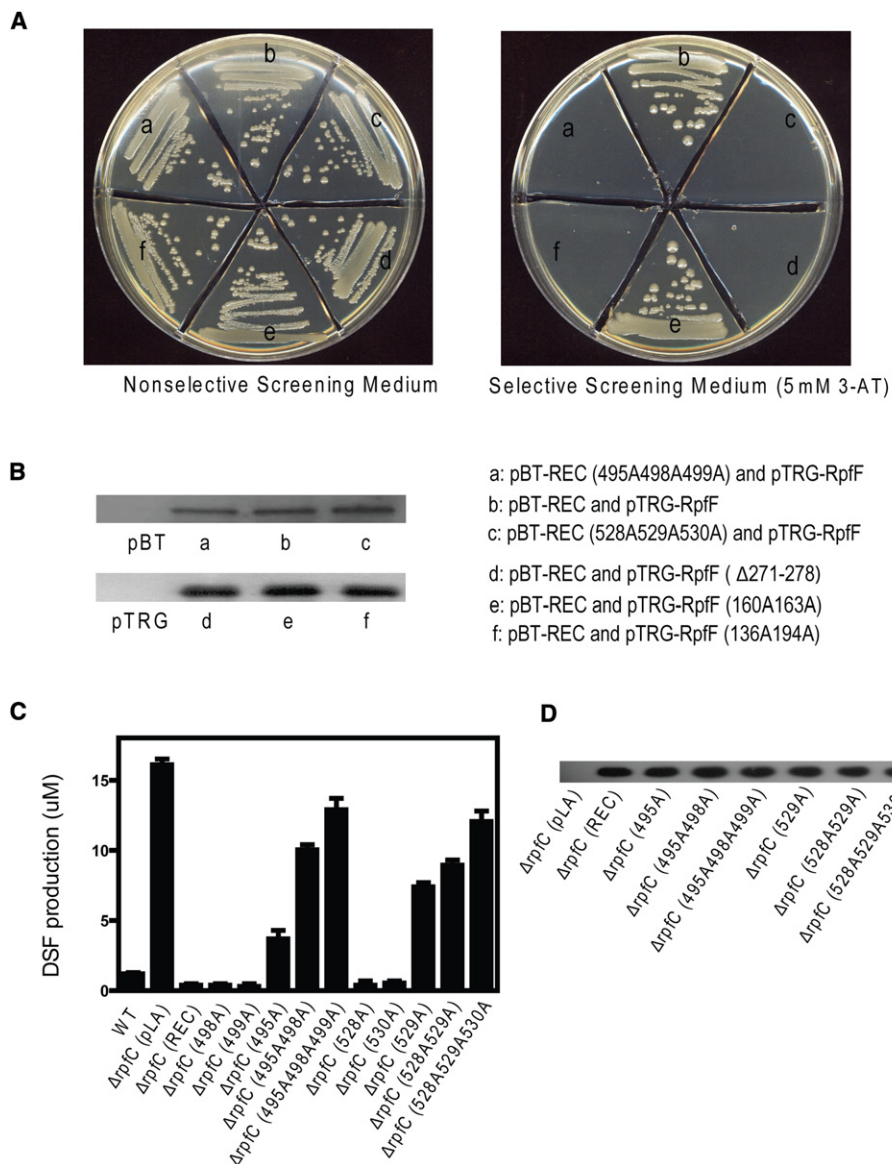 A
a
b
c
d
e
f
Nonselective Screening Medium
a
b
c
d
e
f
Selective Screening Medium (5mM 3-AT)
B
pBT a b c
pTRG d e f
a: pBT-REC (495A498A499A) and pTRG-RpfF
b: pBT-REC and pTRG-RpfF
c: pBT-REC (528A529A530A) and pTRG-RpfF
d: pBT-REC and pTRG-RpfF ( Δ271-278)
e: pBT-REC and pTRG-RpfF (160A163A)
f: pBT-REC and pTRG-RpfF (136A194A)
C
DSF production (uM)
15
10
5
0
WT
ΔrpfC (pLA)
ΔrpfC (REC)
ΔrpfC (498A)
ΔrpfC (499A)
ΔrpfC (495A)
ΔrpfC (495A498A)
ΔrpfC (495A498A499A)
ΔrpfC (528A)
ΔrpfC (530A)
ΔrpfC (529A)
ΔrpfC (528A529A)
ΔrpfC (528A529A530A
D
ΔrpfC (pLA)
ΔrpfC (REC)
ΔrpfC (495A)
ΔrpfC (495A498A)
ΔrpfC (495A498A499A)
ΔrpfC (529A)
ΔrpfC (528A529A)
ΔrpfC (528A529A530